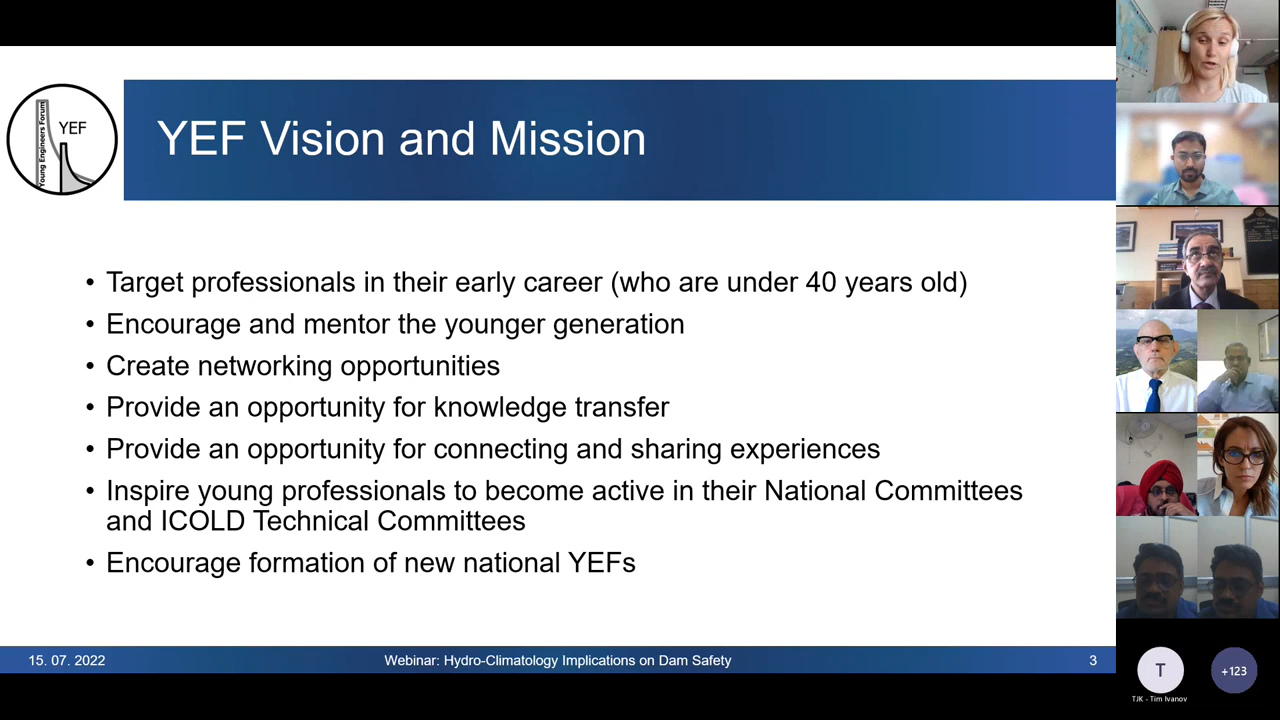 Young Engineers Forum
YEF
YEF Vision and Mission
• Target professionals in their early career (who are under 40 years old)
• Encourage and mentor the younger generation
• Create networking opportunities
• Provide an opportunity for knowledge transfer
• Provide an opportunity for connecting and sharing experiences
• Inspire young professionals to become active in their National Committees
and ICOLD Technical Committees
• Encourage formation of new national YEFs
15. 07. 2022
Webinar: Hydro-Climatology Implications on Dam Safety
3
T
+123
TJK - Tim Ivanov